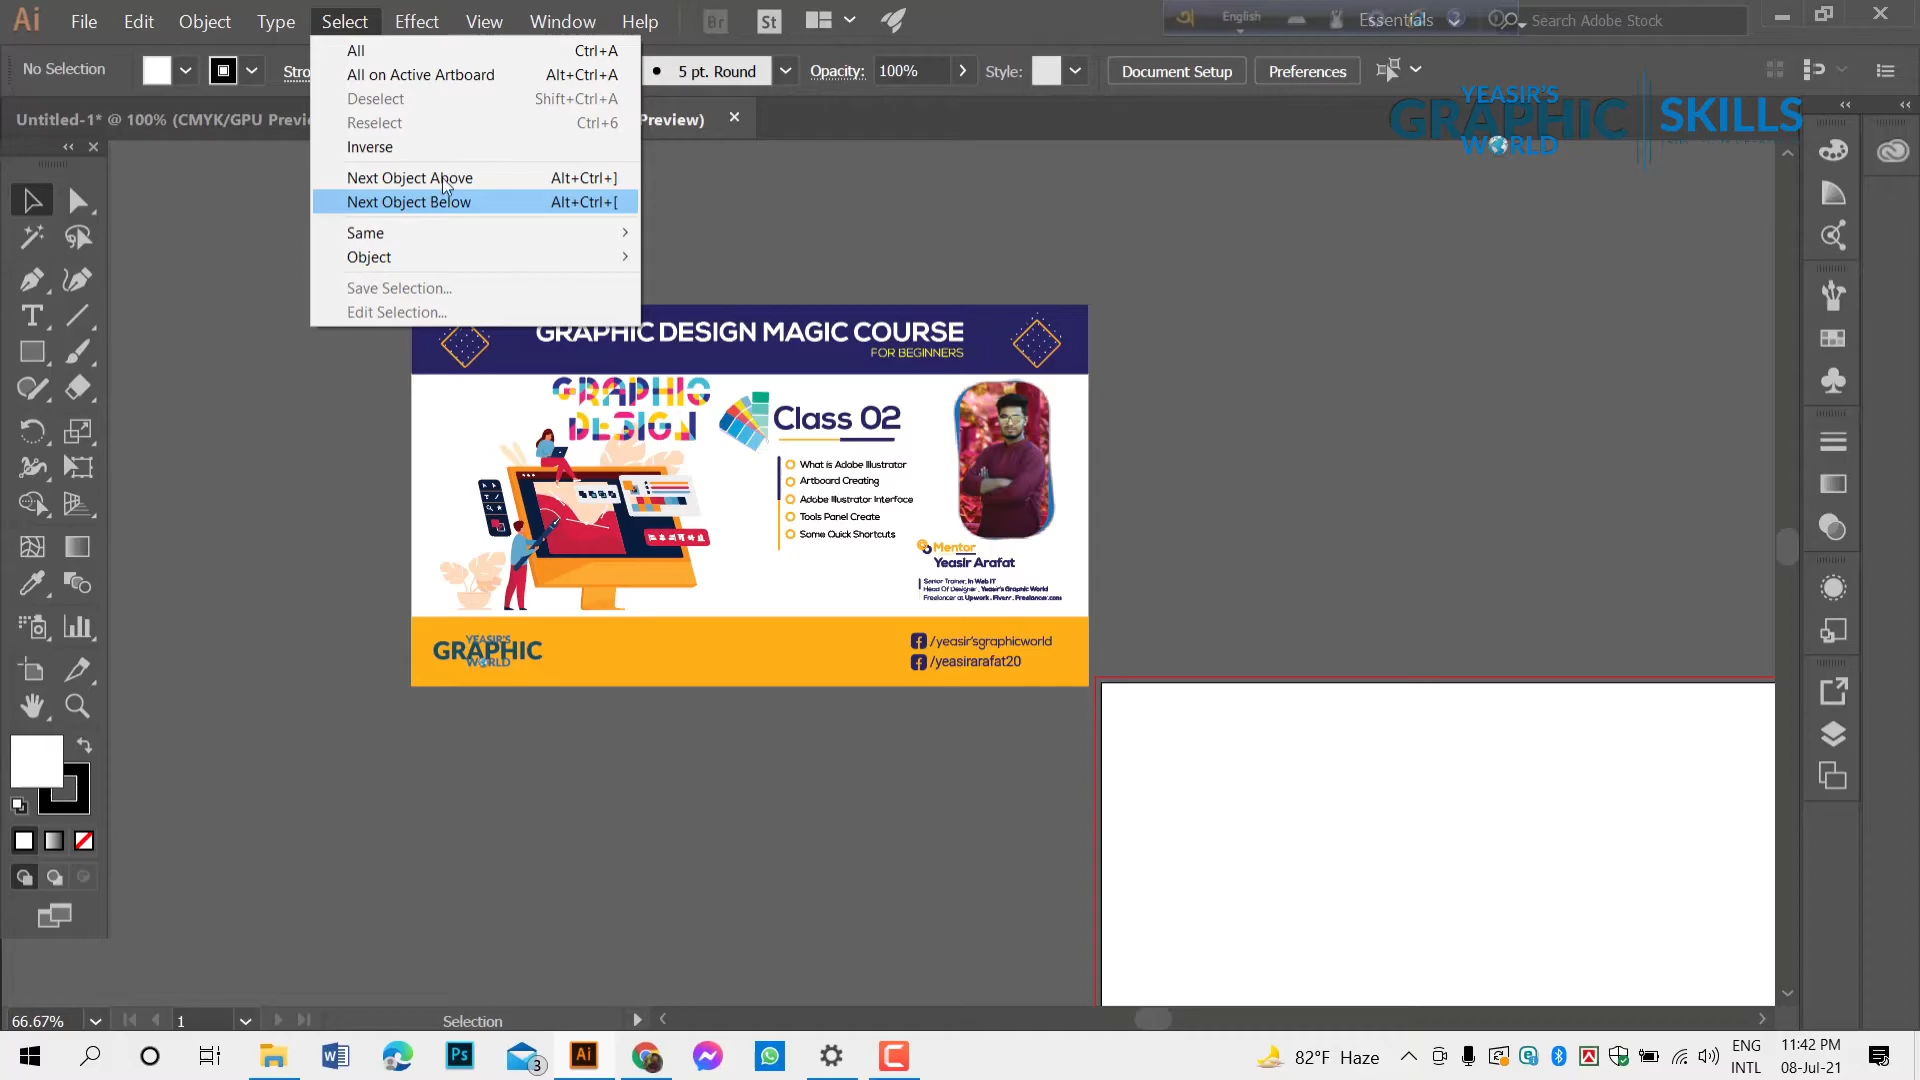 Ai File Edit Object Type Select Effect View Window Help Br St English Essentials Search Adobe Stock
No Selection Stro 5 pt. Round Opacity: 100% Style: Document Setup Preferences
Untitled-1* @ 100% (CMYK/GPU Previe Preview)
YEASIR'S
GRAPHIC
WORLD
SKILLS
All Ctrl+A
All on Active Artboard Alt+Ctrl+A
Deselect Shift+Ctrl+A
Reselect Ctrl+6
Inverse
Next Object Above Alt+Ctrl+]
Next Object Below Alt+Ctrl+[
Same
Object
Save Selection...
Edit Selection...
GRAPHIC DESIGN MAGIC COURSE
FOR BEGINNERS
GRAPHIC
DESIGN
Class 02
What is Adobe Illustrator
Artboard Creating
Adobe Illustrator Interface
Tools Panel Create
Some Quick Shortcuts
Mentor
Yeasir Arafat
Senior Trainer, In Web IT
Head Of Designer, Yeasir's Graphic World
Freelancer at Upwork . Fiverr . Freelancer.com
YEASIR'S
GRAPHIC
WORLD
/yeasir'sgraphicworld
/yeasirarafat20
66.67% 1 Selection
3 82°F Haze ENG 11:42 PM
INTL 08-Jul-21